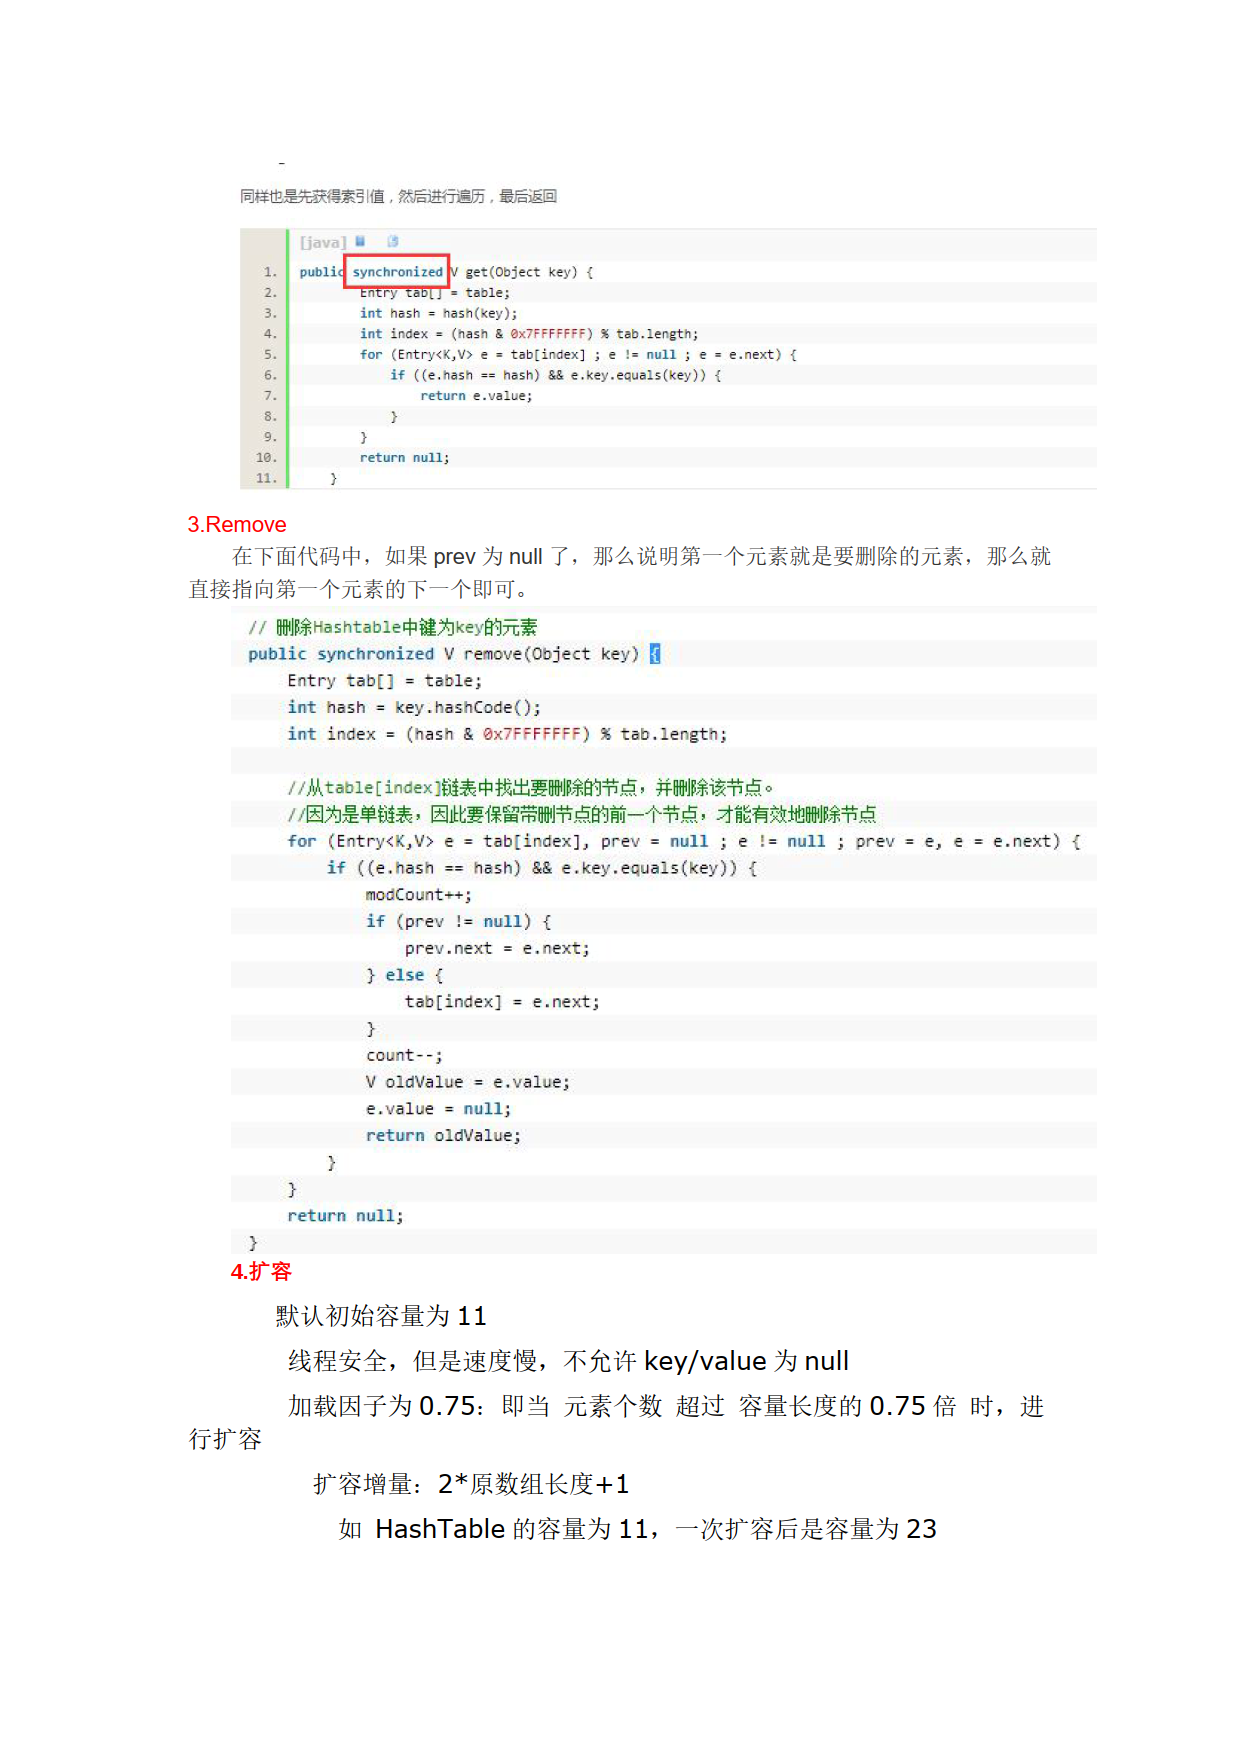 -
同样也是先获得索引值，然后进行遍历，最后返回
[java]
1. public synchronized V get(Object key) {
2.         Entry tab[] = table;
3.         int hash = hash(key);
4.         int index = (hash & 0x7FFFFFFF) % tab.length;
5.         for (Entry<K,V> e = tab[index] ; e != null ; e = e.next) {
6.             if ((e.hash == hash) && e.key.equals(key)) {
7.                 return e.value;
8.             }
9.         }
10.         return null;
11.     }
3.Remove
在下面代码中，如果 prev 为 null 了，那么说明第一个元素就是要删除的元素，那么就
直接指向第一个元素的下一个即可。
// 删除Hashtable中键为key的元素
public synchronized V remove(Object key) {
    Entry tab[] = table;
    int hash = key.hashCode();
    int index = (hash & 0x7FFFFFFF) % tab.length;
    //从table[index]链表中找出要删除的节点，并删除该节点。
    //因为是单链表，因此要保留带删节点的前一个节点，才能有效地删除节点
    for (Entry<K,V> e = tab[index], prev = null ; e != null ; prev = e, e = e.next) {
        if ((e.hash == hash) && e.key.equals(key)) {
            modCount++;
            if (prev != null) {
                prev.next = e.next;
            } else {
                tab[index] = e.next;
            }
            count--;
            V oldValue = e.value;
            e.value = null;
            return oldValue;
        }
    }
    return null;
}
4.扩容
默认初始容量为 11
线程安全，但是速度慢，不允许 key/value 为 null
加载因子为 0.75：即当 元素个数 超过 容量长度的 0.75 倍 时，进
行扩容
扩容增量：2*原数组长度+1
如 HashTable 的容量为 11，一次扩容后是容量为 23